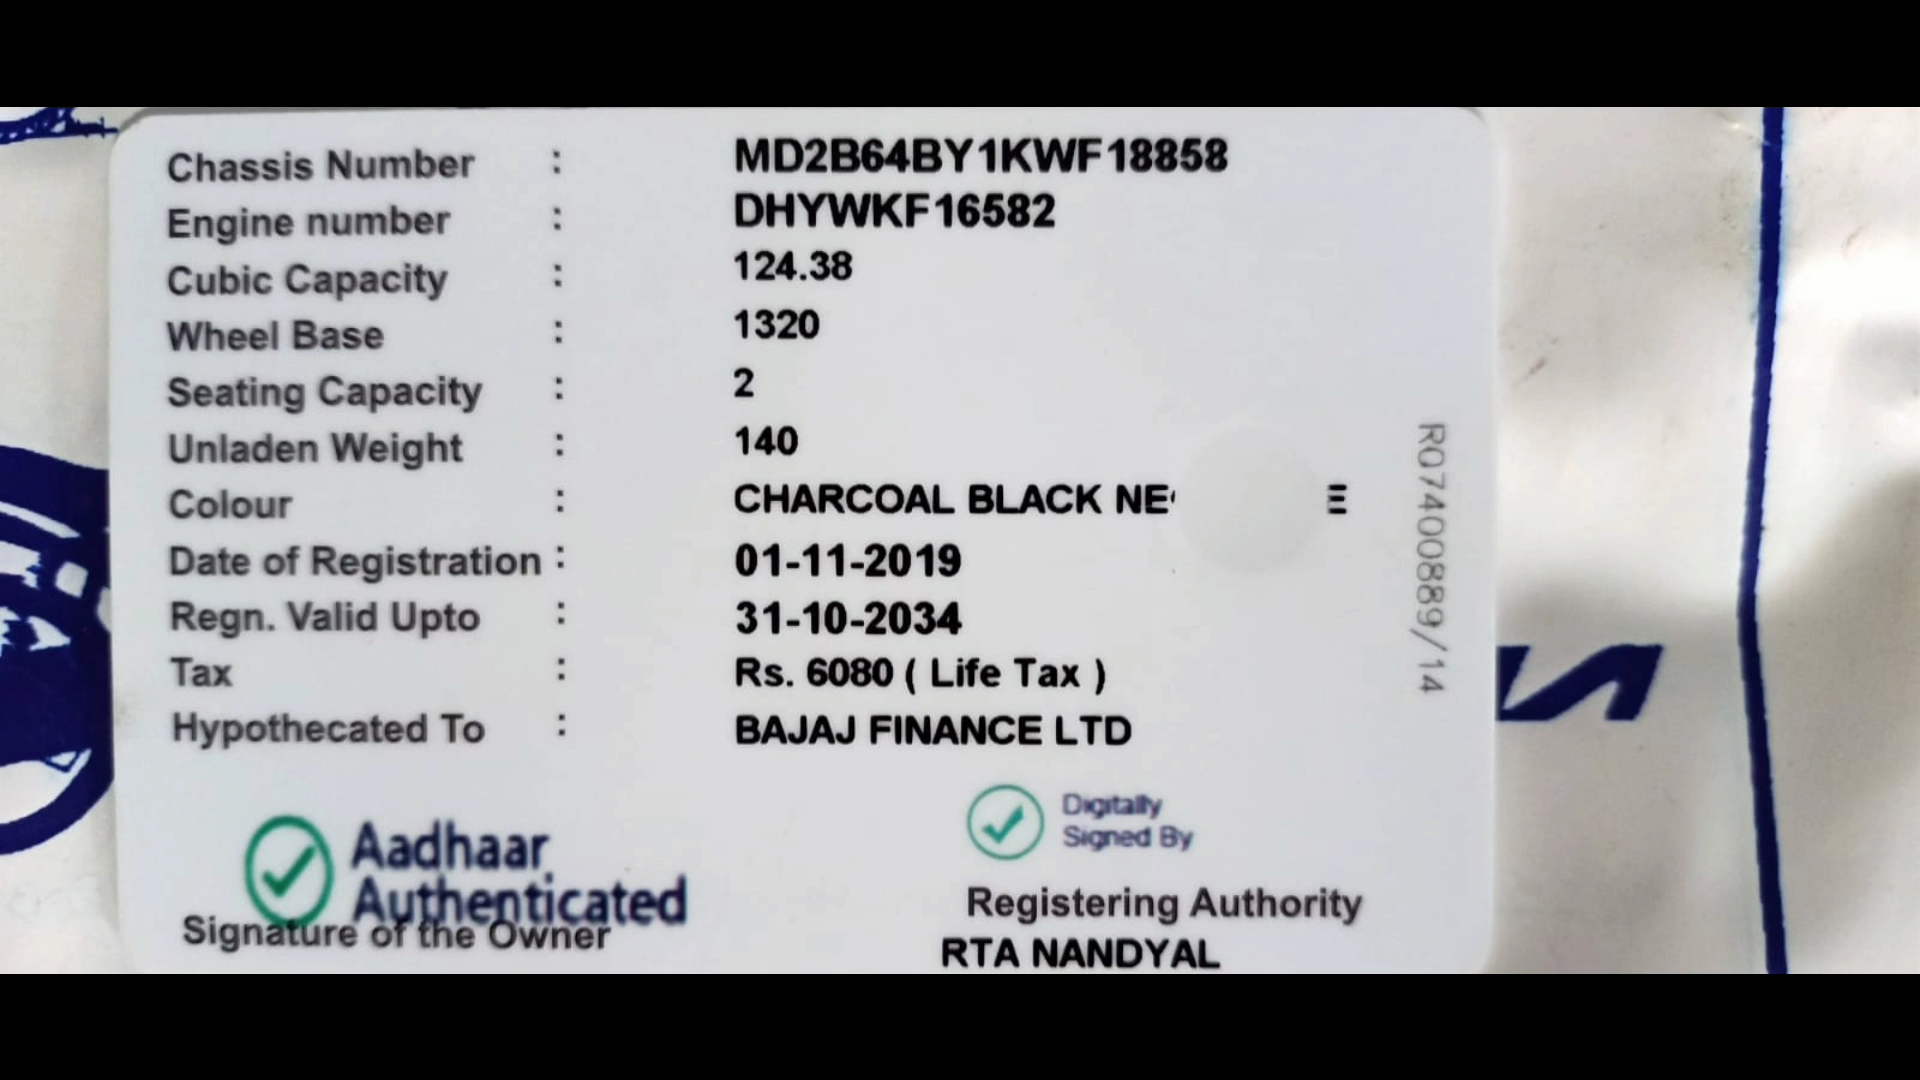 Chassis Number : MD2B64BY1KWF18858
Engine number : DHYWKF16582
Cubic Capacity : 124.38
Wheel Base : 1320
Seating Capacity : 2
Unladen Weight : 140
Colour : CHARCOAL BLACK
Date of Registration : 01-11-2019
Regn. Valid Upto : 31-10-2034
Tax : Rs. 6080 ( Life Tax )
Hypothecated To : BAJAJ FINANCE LTD
R07400889/14
Aadhaar
Authenticated
Signature of the Owner
Digitally
Signed By
Registering Authority
RTA NANDYAL